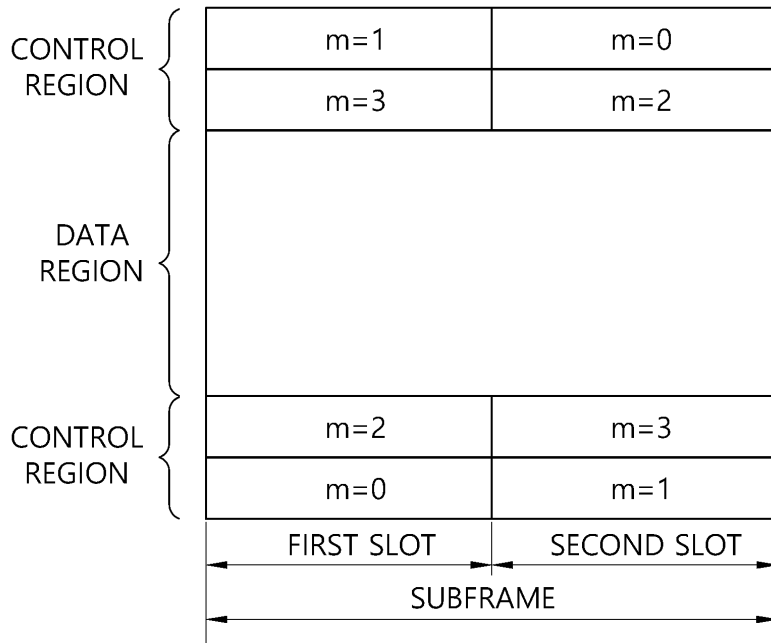 CONTROL
REGION
m=1
m=0
m=3
m=2
DATA
REGION
CONTROL
REGION
m=2
m=3
m=0
m=1
FIRST SLOT
SECOND SLOT
SUBFRAME